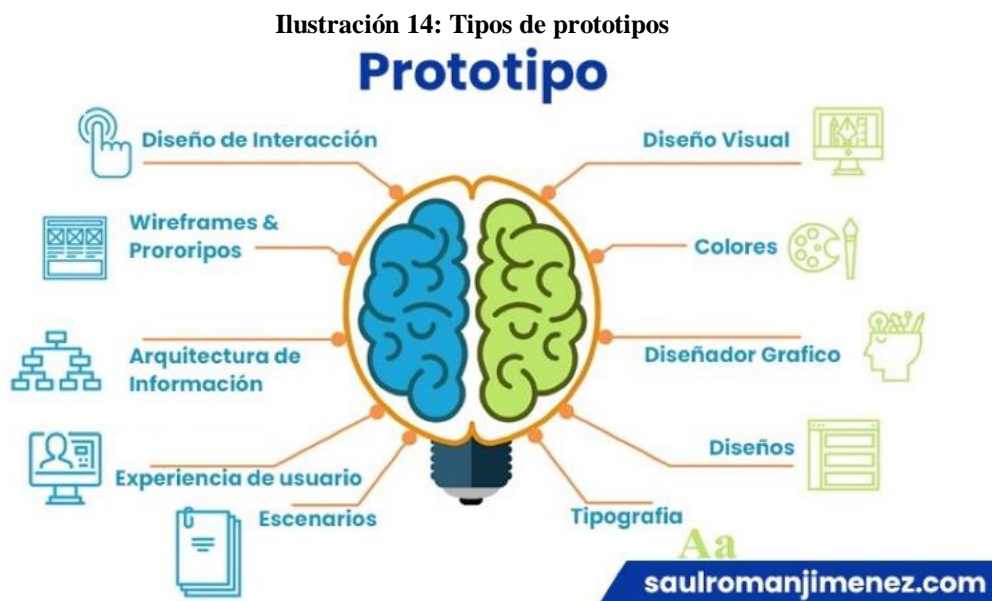 Ilustración 14: Tipos de prototipos
Prototipo
Diseño de Interacción
Wireframes &
Prororipos
Arquitectura de
Información
Experiencia de usuario
Escenarios
Diseño Visual
Colores
Diseñador Grafico
Diseños
Tipografia
Aa
saulromanjimenez.com